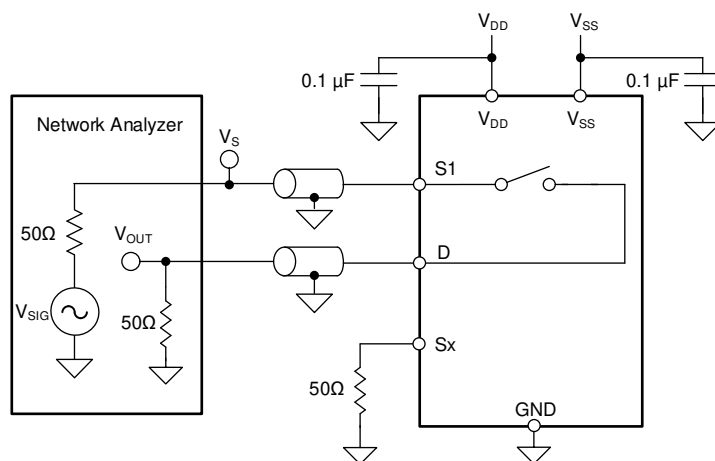 V_DD
V_SS
0.1 µF
0.1 µF
V_DD
V_SS
Network Analyzer
V_S
S1
50Ω
V_OUT
D
V_SIG
50Ω
Sx
50Ω
GND